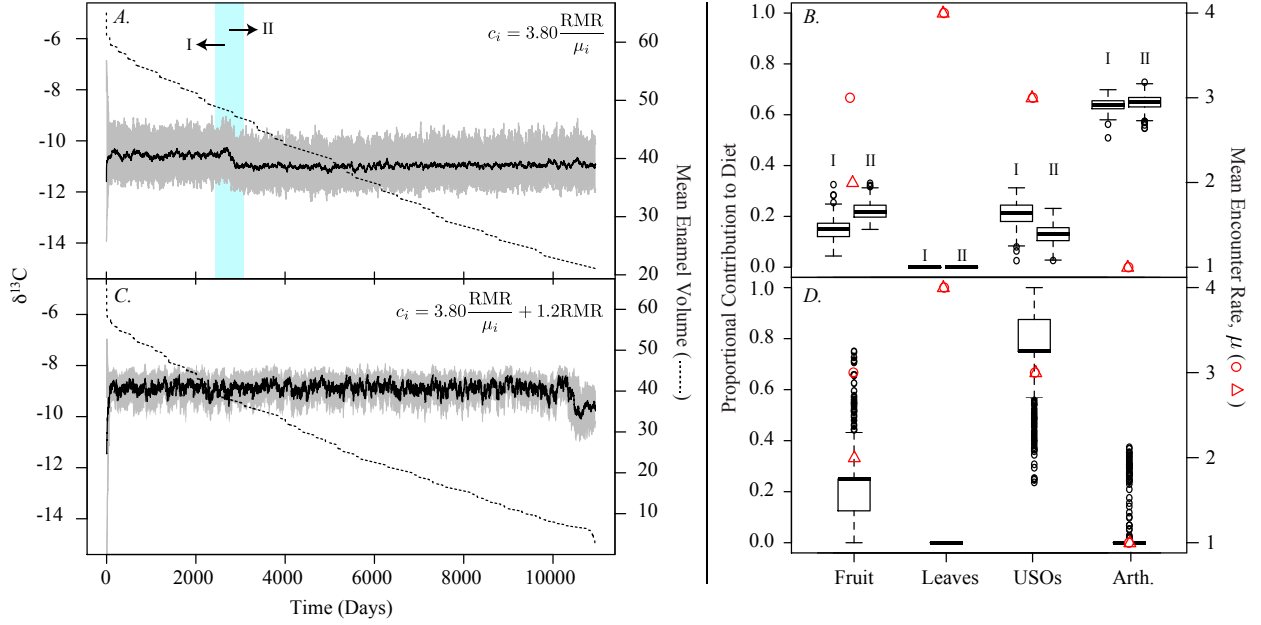 A.
I
II
c_i = 3.80 RMR/μ_i
-6
-8
-10
-12
-14
60
50
40
30
20
C.
c_i = 3.80 RMR/μ_i + 1.2RMR
-6
-8
-10
-12
-14
60
50
40
30
20
10
δ13C
Mean Enamel Volume ( )
0
2000
4000
6000
8000
10000
Time (Days)
B.
1.0
0.8
0.6
0.4
0.2
0.0
I
II
I
II
I
II
I
II
4
3
2
1
D.
1.0
0.8
0.6
0.4
0.2
0.0
4
3
2
1
Proportional Contribution to Diet
Mean Encounter Rate, μ ( )
Fruit
Leaves
USOs
Arth.